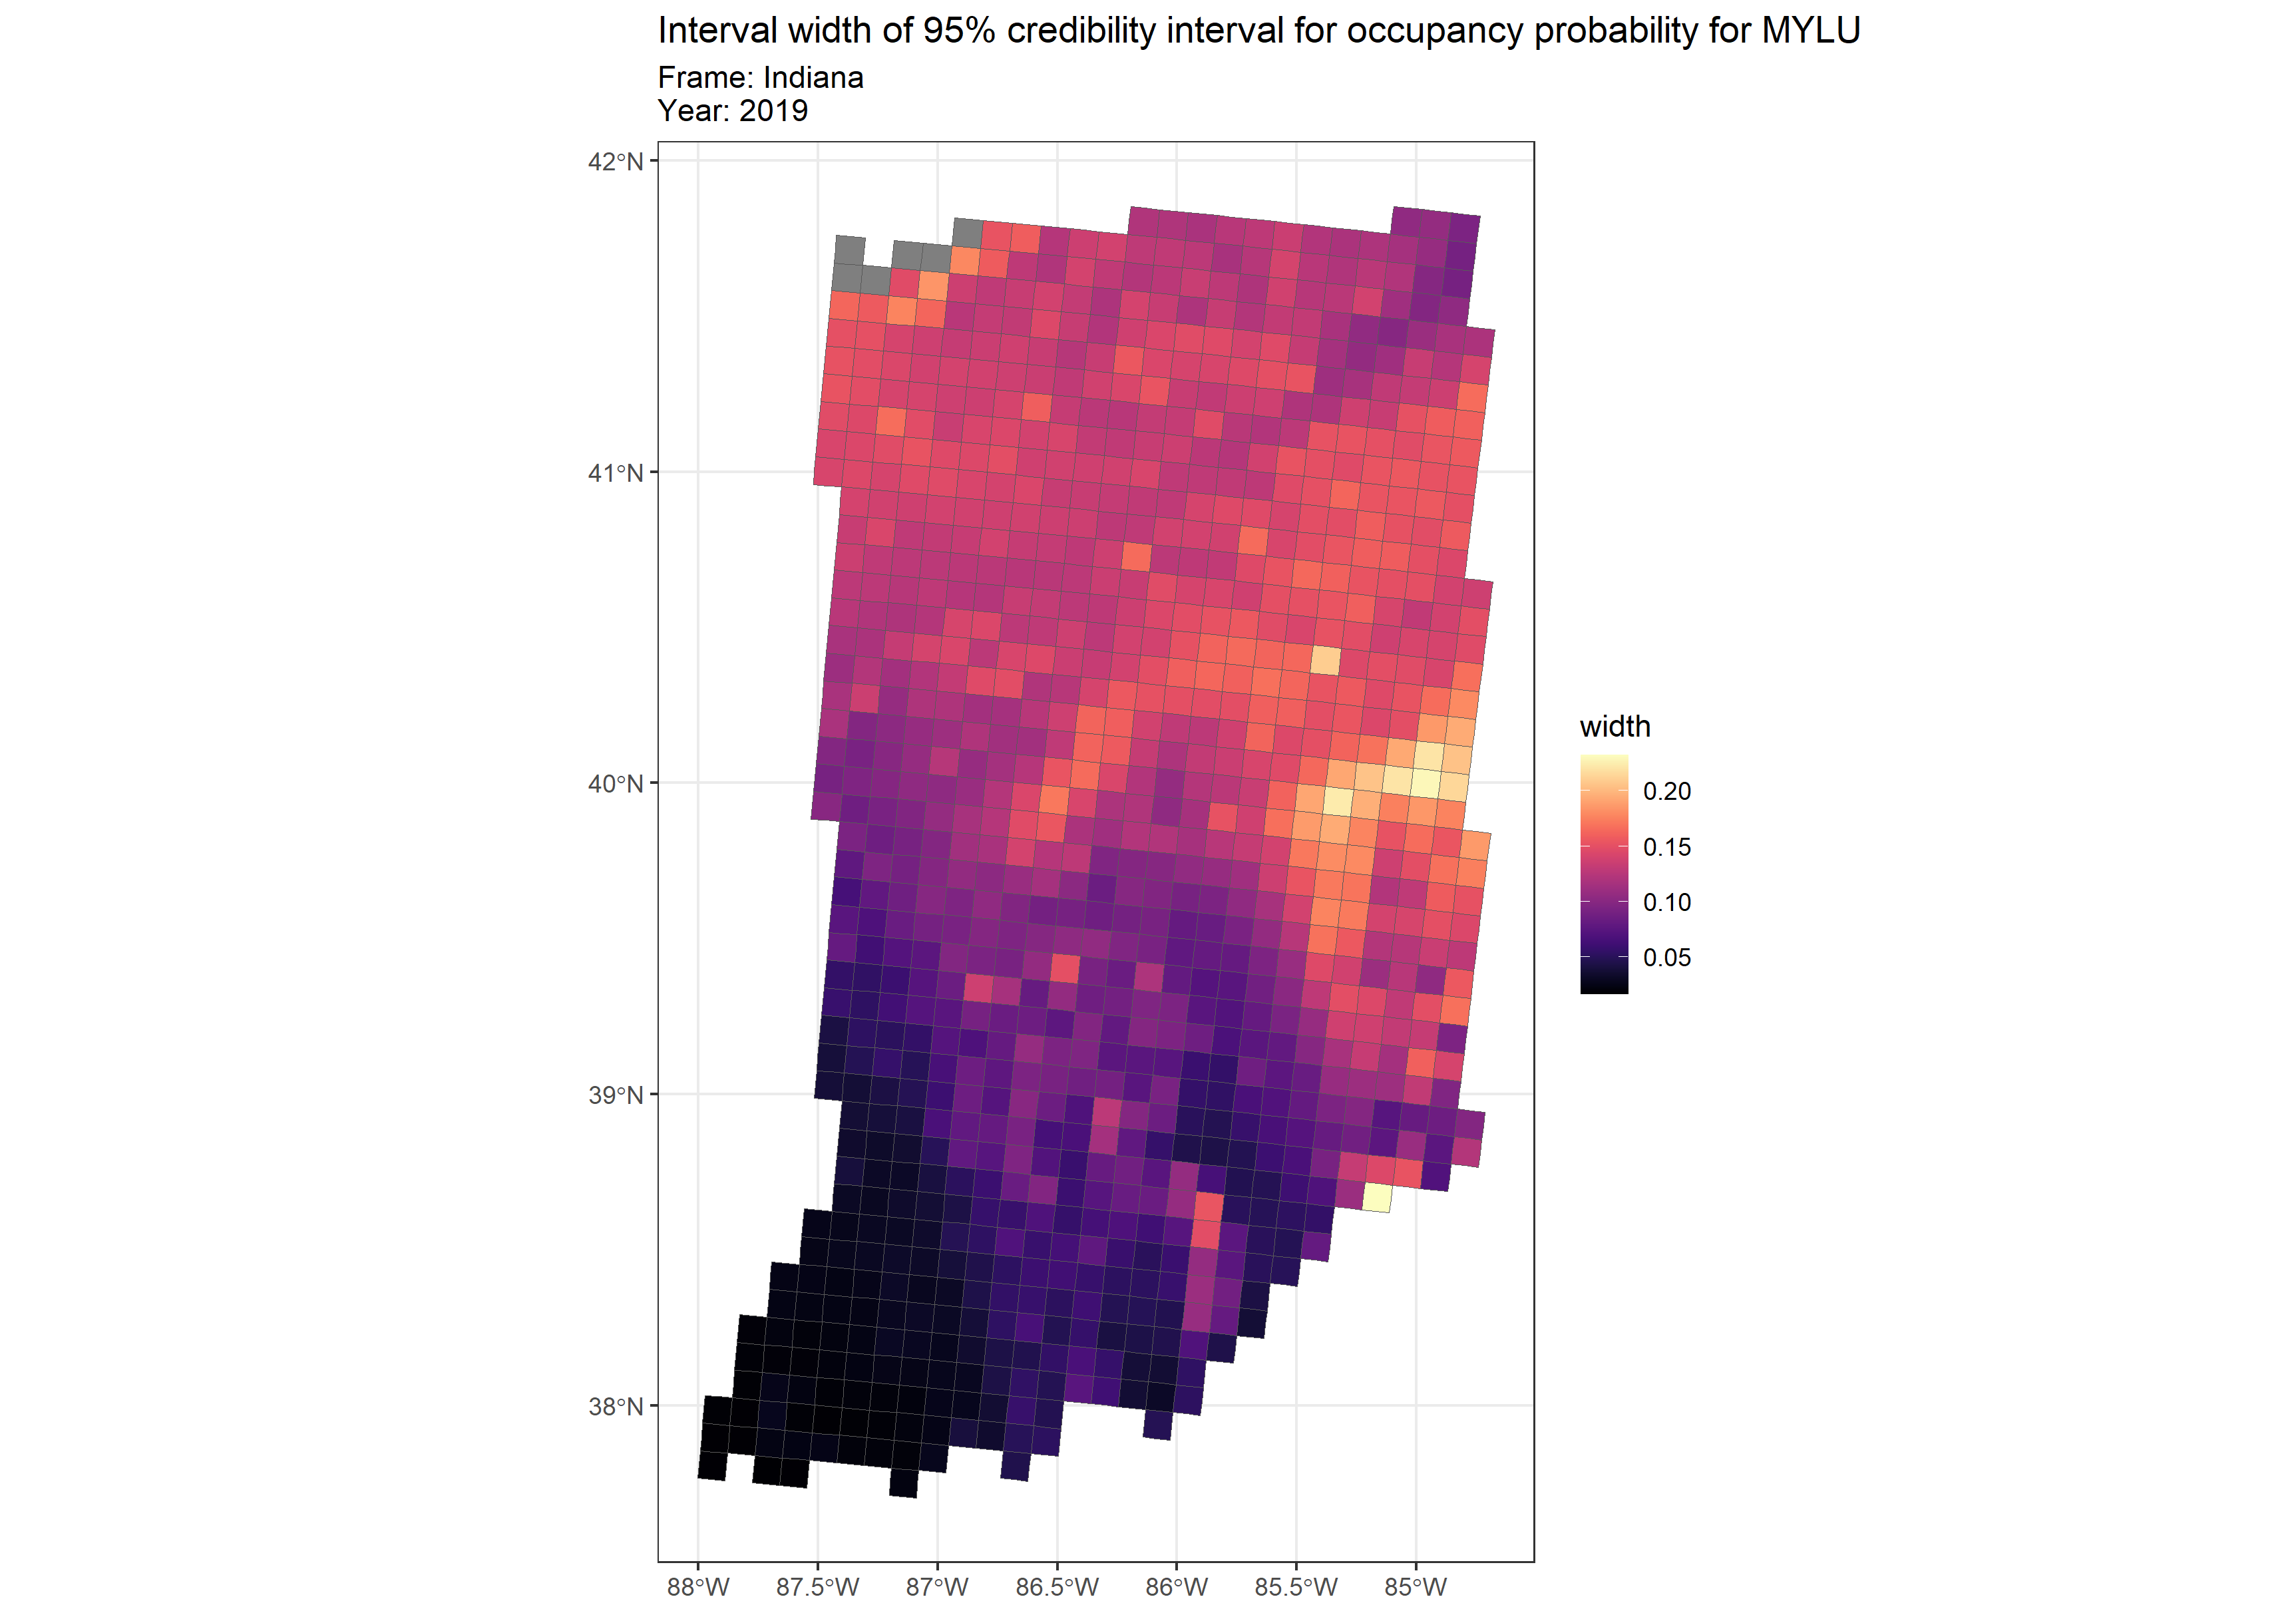 Interval width of 95% credibility interval for occupancy probability for MYLU
Frame: Indiana
Year: 2019
42°N
41°N
40°N
39°N
38°N
88°W 87.5°W 87°W 86.5°W 86°W 85.5°W 85°W
width
0.20
0.15
0.10
0.05